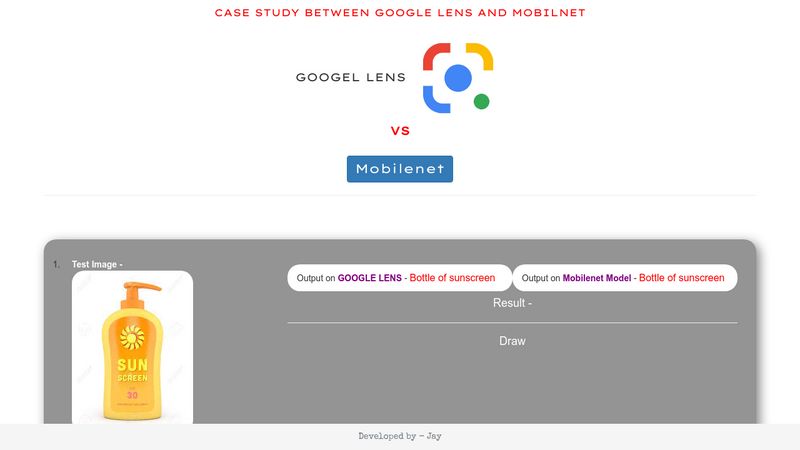 CASE STUDY BETWEEN GOOGLE LENS AND MOBILNET
GOOGEL LENS
VS
Mobilenet
1. Test Image -
Output on GOOGLE LENS - Bottle of sunscreen
Output on Mobilenet Model - Bottle of sunscreen
Result -
Draw
SUN
SCREEN
30
Developed by - Jay